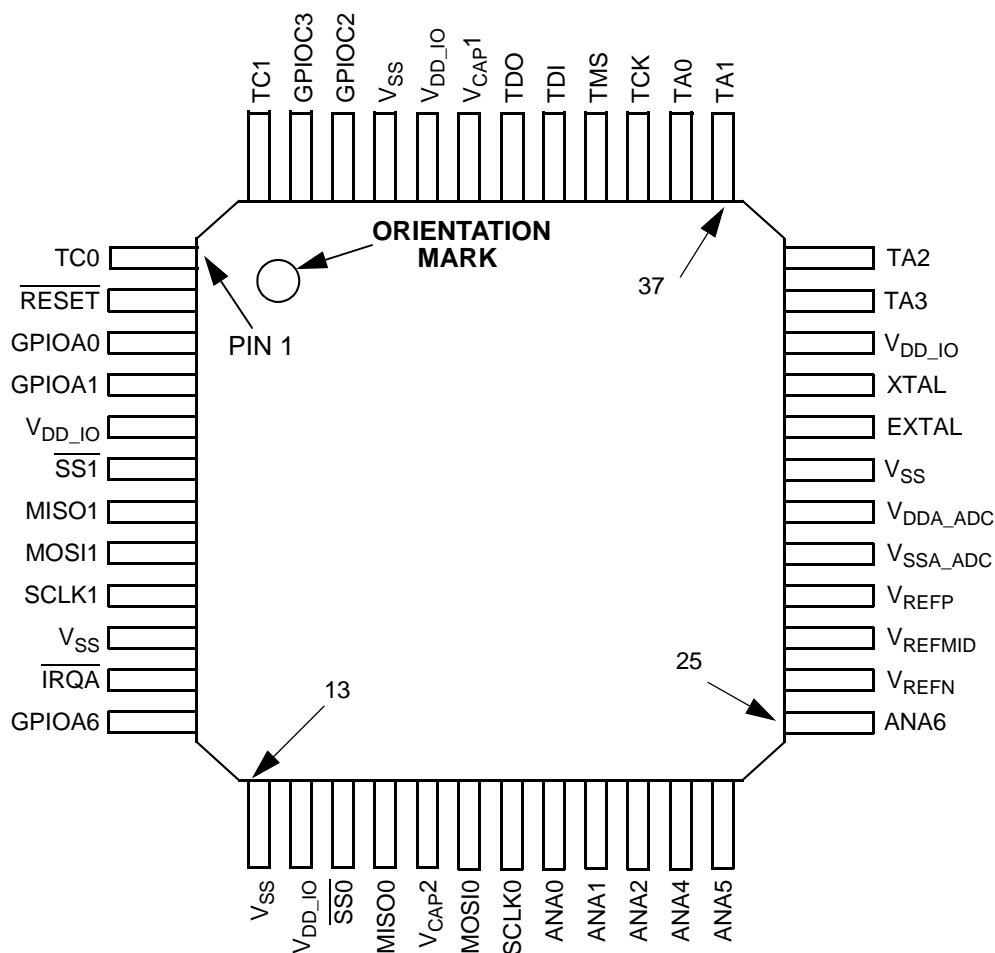 TC1
GPIOC3
GPIOC2
VSS
VDD_IO
VCAP1
TDO
TDI
TMS
TCK
TA0
TA1
ORIENTATION
MARK
37
PIN 1
TC0
RESET
GPIOA0
GPIOA1
VDD_IO
SS1
MISO1
MOSI1
SCLK1
VSS
IRQA
GPIOA6
TA2
TA3
VDD_IO
XTAL
EXTAL
VSS
VDDA_ADC
VSSA_ADC
VREFP
VREFMID
VREFN
ANA6
13
25
VSS
VDD_IO
SS0
MISO0
VCAP2
MOSI0
SCLK0
ANA0
ANA1
ANA2
ANA4
ANA5